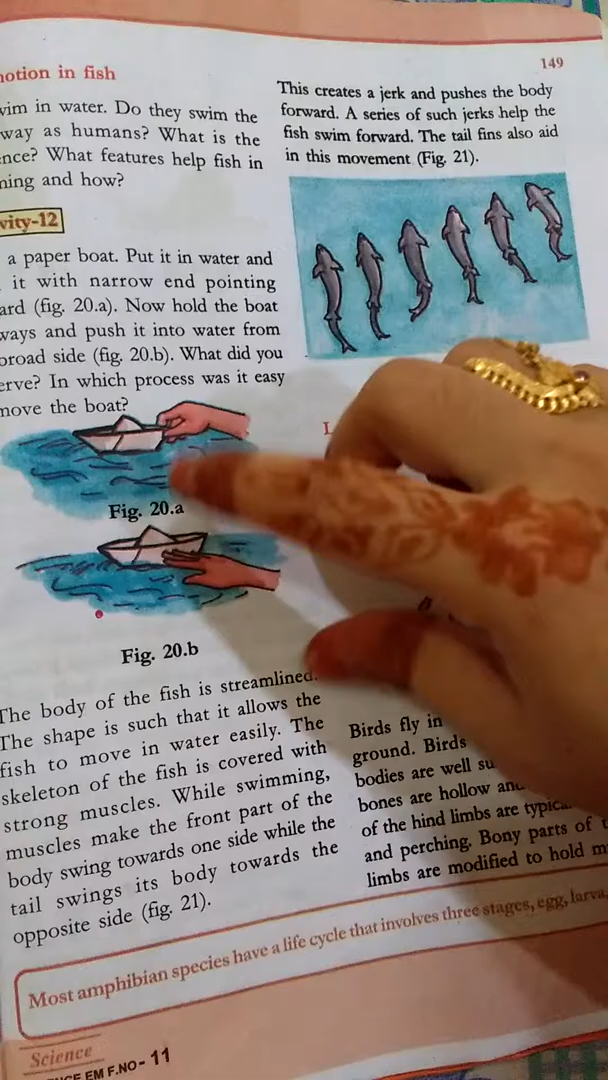 149
notion in fish
vim in water. Do they swim the
way as humans? What is the
nce? What features help fish in
ning and how?
vity-12
a paper boat. Put it in water and
it with narrow end pointing
ard (fig. 20.a). Now hold the boat
ways and push it into water from
broad side (fig. 20.b). What did you
erve? In which process was it easy
move the boat?
Fig. 20.a
Fig. 20.b
The body of the fish is streamlined.
The shape is such that it allows the
fish to move in water easily. The
skeleton of the fish is covered with
strong muscles. While swimming,
muscles make the front part of the
body swing towards one side while the
tail swings its body towards the
opposite side (fig. 21).
This creates a jerk and pushes the body
forward. A series of such jerks help the
fish swim forward. The tail fins also aid
in this movement (Fig. 21).
L
Birds fly in
ground. Birds
bodies are well su
bones are hollow and
of the hind limbs are typica
and perching. Bony parts of t
limbs are modified to hold m
Most amphibian species have a life cycle that involves three stages, egg, larva,
Science
NCE EM F.NO- 11